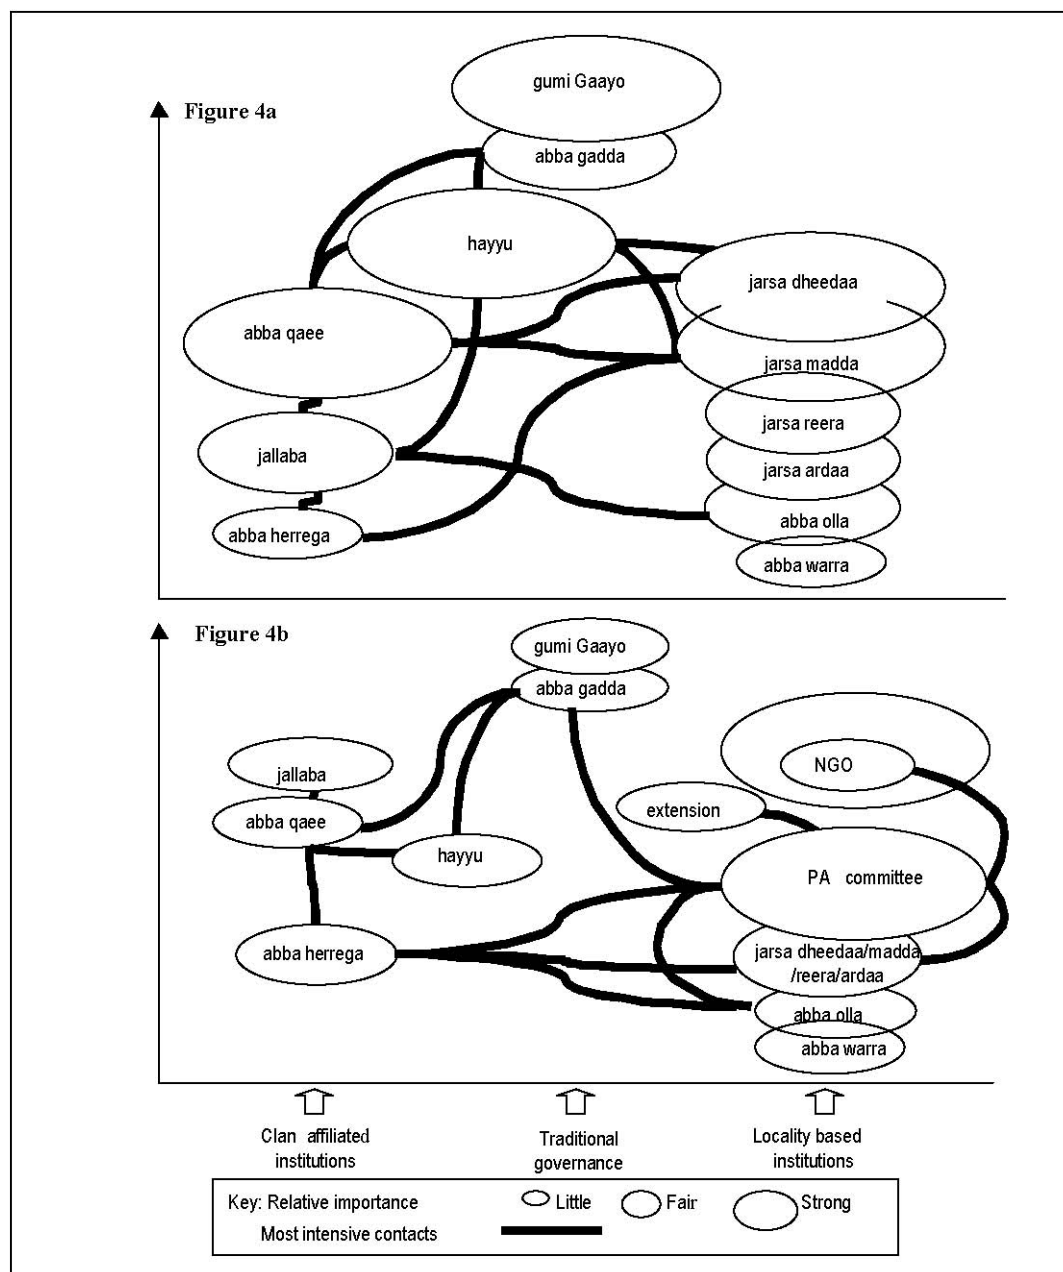 Figure 4a
gumi Gaayo
abba gadda
hayyu
jarsa dheedaa
abba qaee
jarsa madda
jarsa reera
jallaba
jarsa ardaa
abba olla
abba herrega
abba warra
Figure 4b
gumi Gaayo
abba gadda
NGO
jallaba
extension
abba qaee
hayyu
PA committee
abba herrega
jarsa dheedaa/madda
/reera/ardaa
abba olla
abba warra
Clan affiliated
institutions
Traditional
governance
Locality based
institutions
Key: Relative importance
Little
Fair
Strong
Most intensive contacts